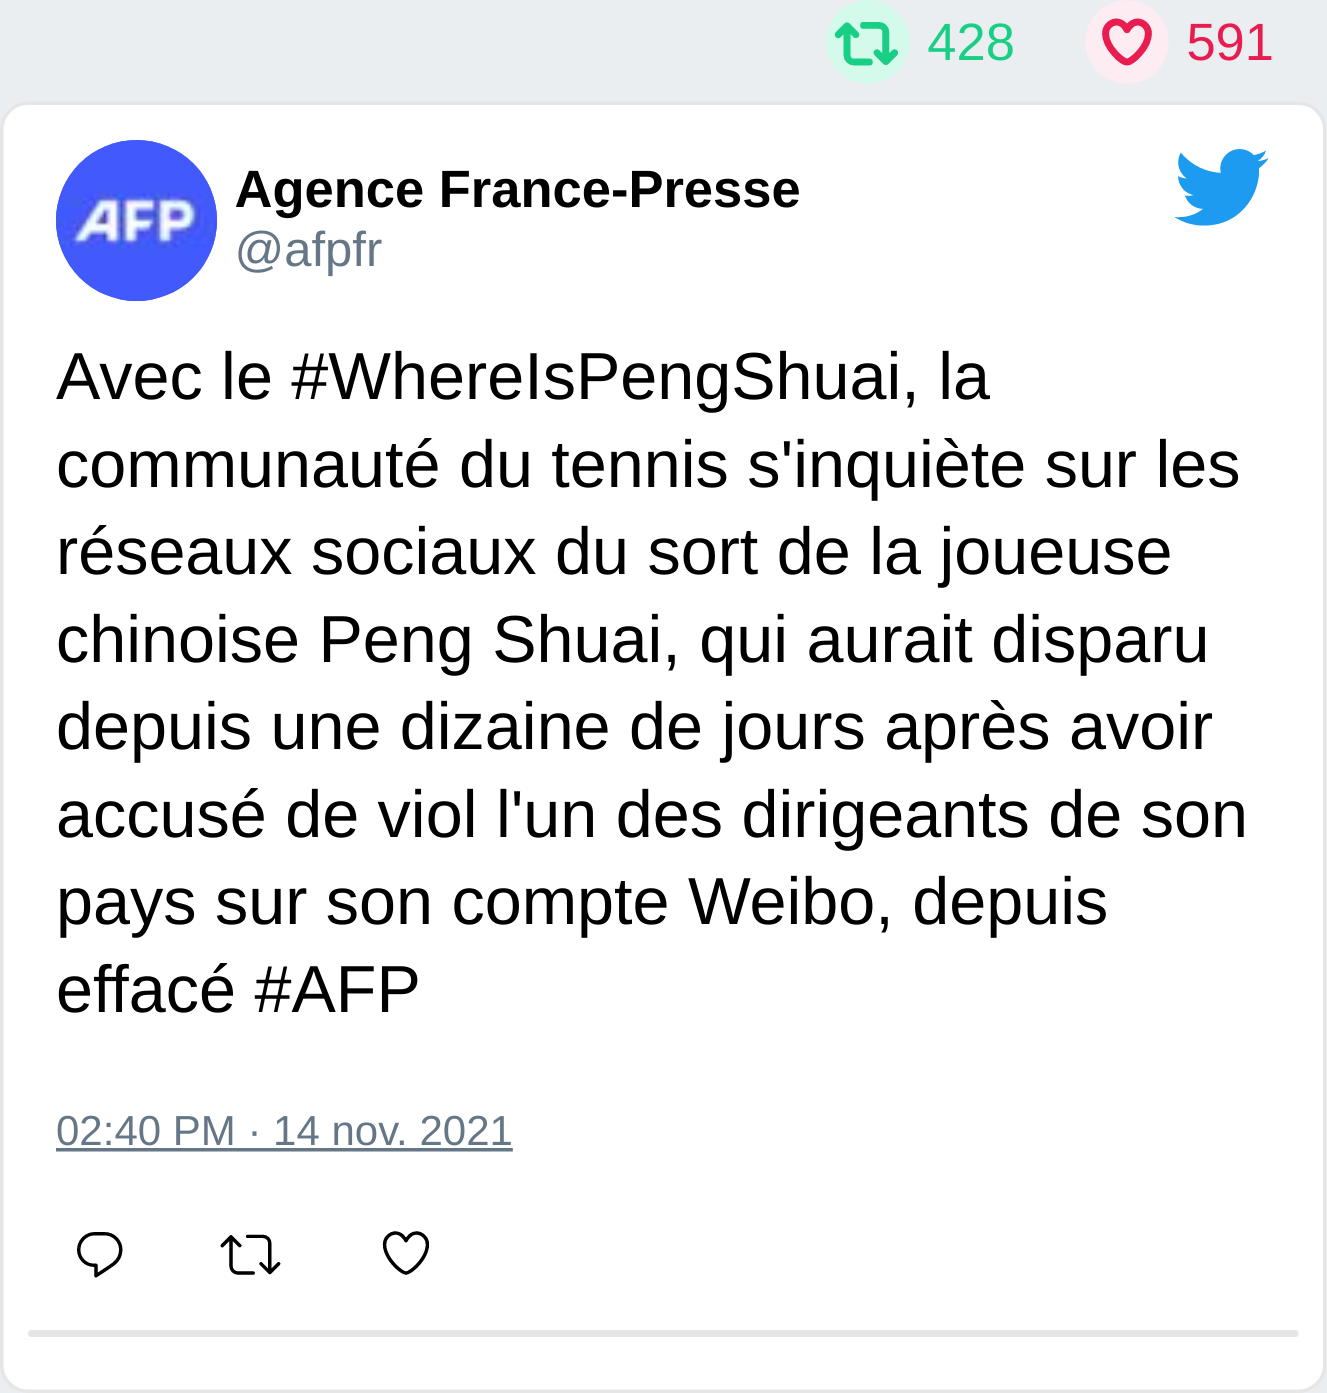 428 591
AFP
Agence France-Presse
@afpfr
Avec le #WhereIsPengShuai, la
communauté du tennis s'inquiète sur les
réseaux sociaux du sort de la joueuse
chinoise Peng Shuai, qui aurait disparu
depuis une dizaine de jours après avoir
accusé de viol l'un des dirigeants de son
pays sur son compte Weibo, depuis
effacé #AFP
02:40 PM · 14 nov. 2021